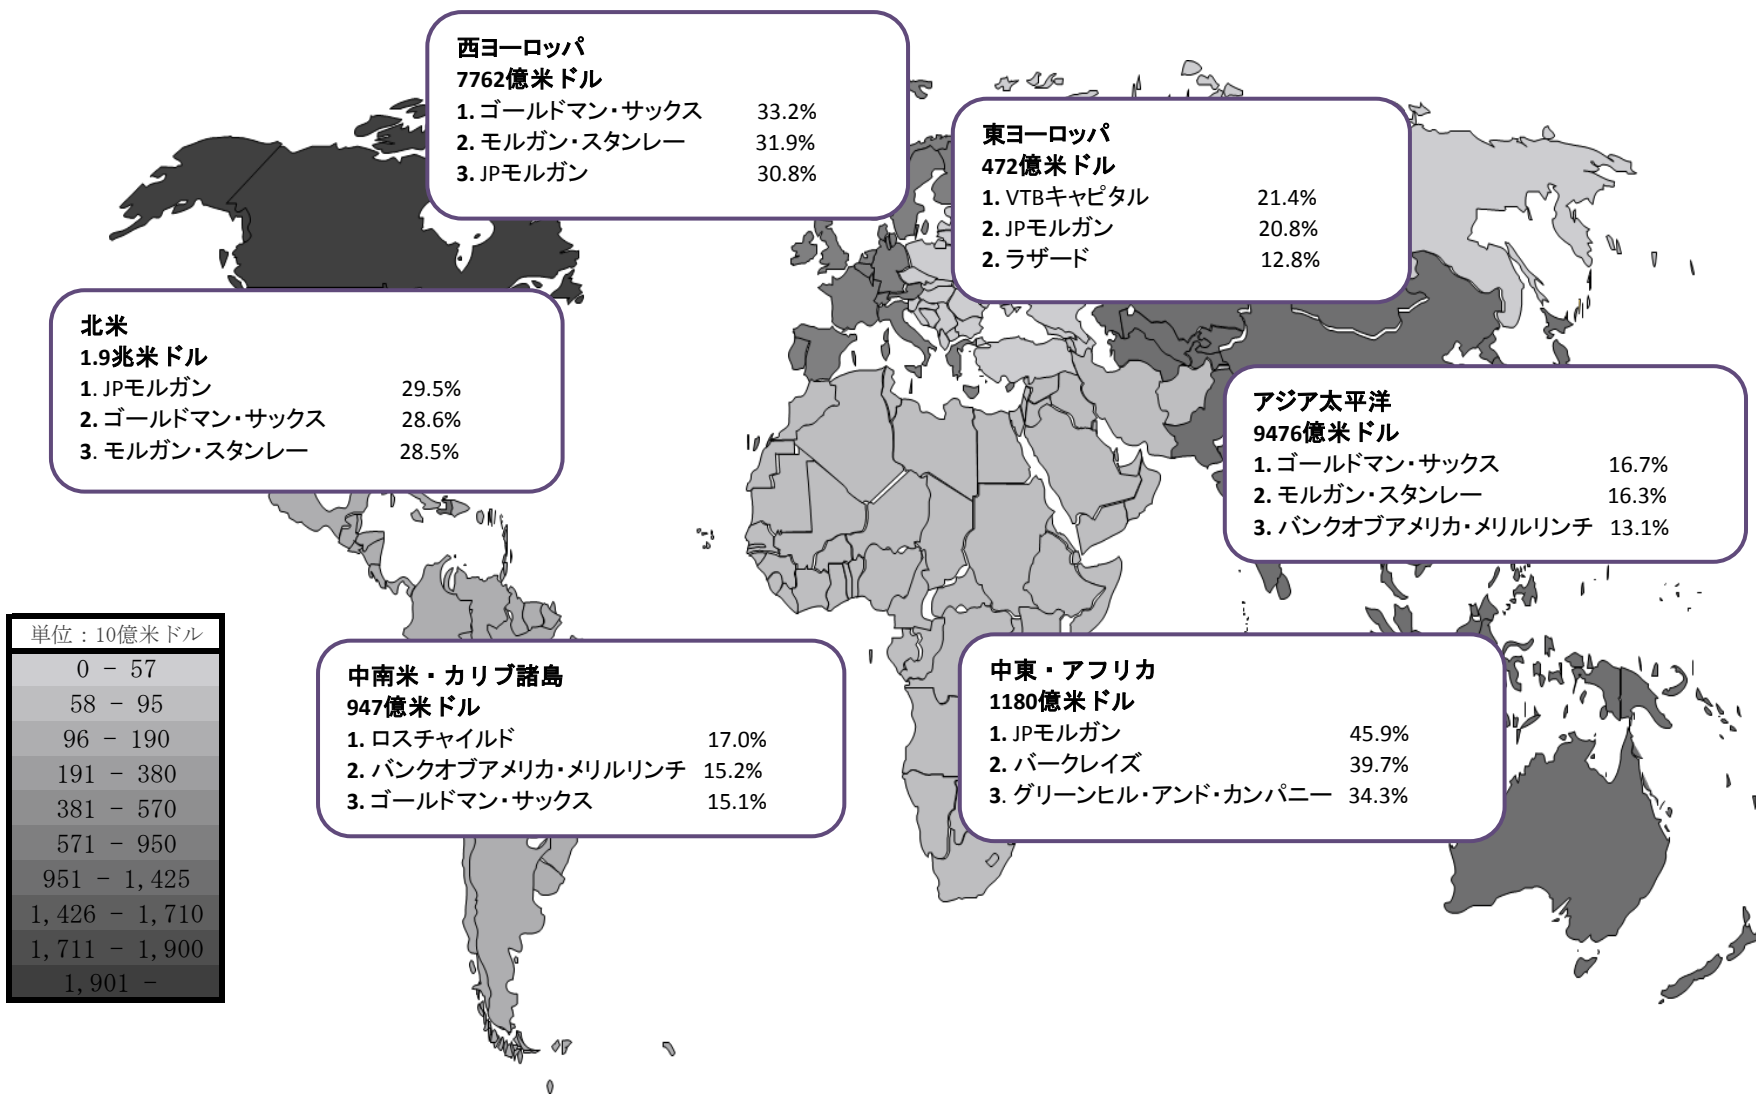 西ヨーロッパ
7762億米ドル
1. ゴールドマン・サックス 33.2%
2. モルガン・スタンレー 31.9%
3. JPモルガン 30.8%
東ヨーロッパ
472億米ドル
1. VTBキャピタル 21.4%
2. JPモルガン 20.8%
2. ラザード 12.8%
北米
1.9兆米ドル
1. JPモルガン 29.5%
2. ゴールドマン・サックス 28.6%
3. モルガン・スタンレー 28.5%
アジア太平洋
9476億米ドル
1. ゴールドマン・サックス 16.7%
2. モルガン・スタンレー 16.3%
3. バンクオブアメリカ・メリルリンチ 13.1%
単位：10億米ドル
0 - 57
58 - 95
96 - 190
191 - 380
381 - 570
571 - 950
951 - 1,425
1,426 - 1,710
1,711 - 1,900
1,901 -
中南米・カリブ諸島
947億米ドル
1. ロスチャイルド 17.0%
2. バンクオブアメリカ・メリルリンチ 15.2%
3. ゴールドマン・サックス 15.1%
中東・アフリカ
1180億米ドル
1. JPモルガン 45.9%
2. バークレイズ 39.7%
3. グリーンヒル・アンド・カンパニー 34.3%